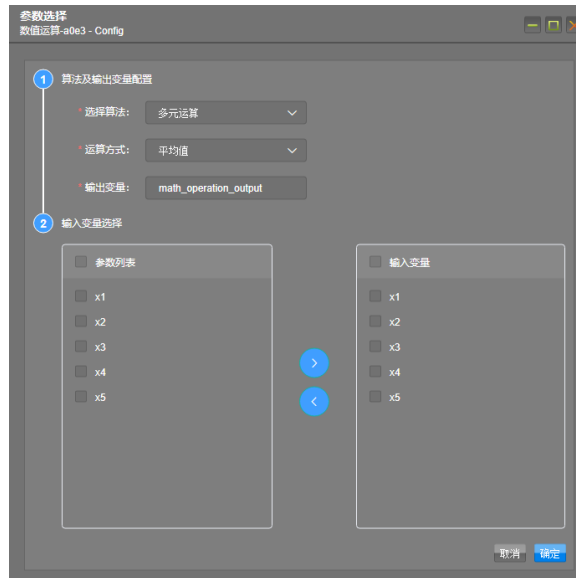 参数选择
数值运算-a0e3 - Config
1 算法及输出变量配置
*选择算法: 多元运算
*运算方式: 平均值
*输出变量: math_operation_output
2 输入变量选择
参数列表 输入变量
x1 x1
x2 x2
x3 x3
x4 x4
x5 x5
取消 确定